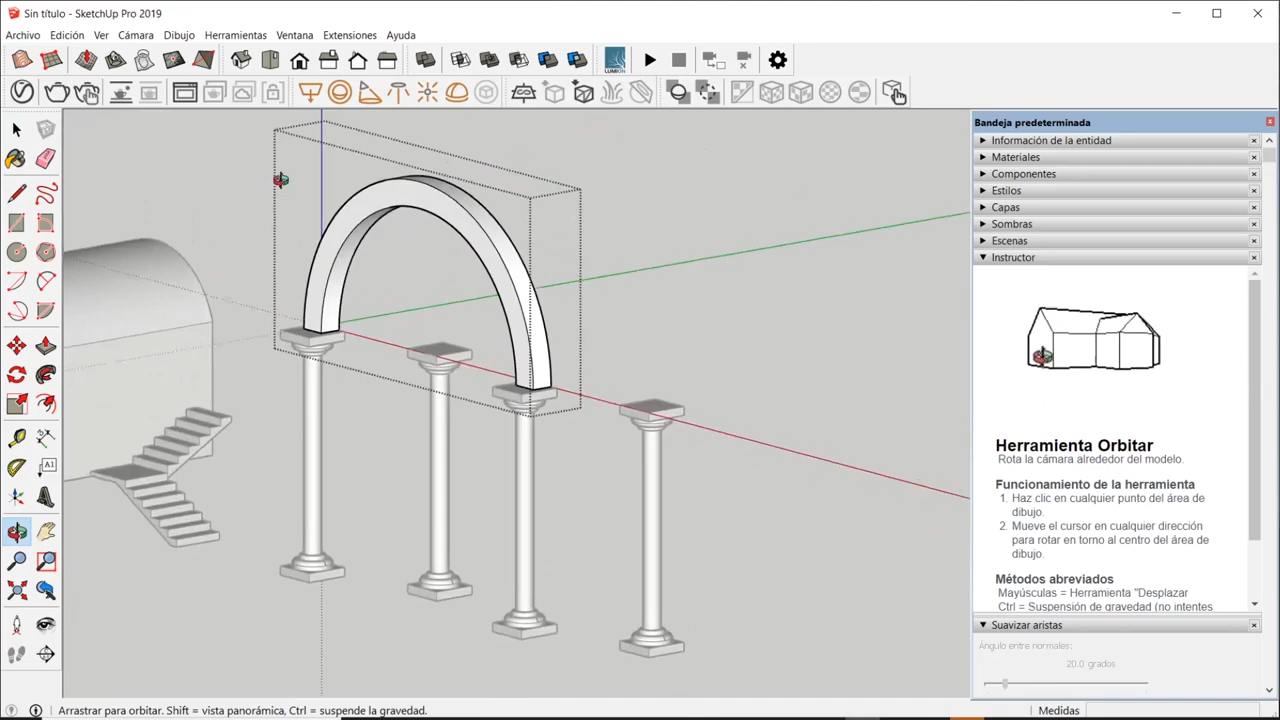 Sin título - SketchUp Pro 2019
Archivo Edición Ver Cámara Dibujo Herramientas Ventana Extensiones Ayuda
LUMION
Bandeja predeterminada
Información de la entidad
Materiales
Componentes
Estilos
Capas
Sombras
Escenas
Instructor
A1
Herramienta Orbitar
Rota la cámara alrededor del modelo.
Funcionamiento de la herramienta
1. Haz clic en cualquier punto del área de
dibujo.
2. Mueve el cursor en cualquier dirección
para rotar en torno al centro del área de
dibujo.
Métodos abreviados
Mayúsculas = Herramienta "Desplazar
Ctrl = Suspensión de gravedad (no intentes
Suavizar aristas
Ángulo entre normales:
20.0 grados
Arrastrar para orbitar. Shift = vista panorámica, Ctrl = suspende la gravedad.
Medidas